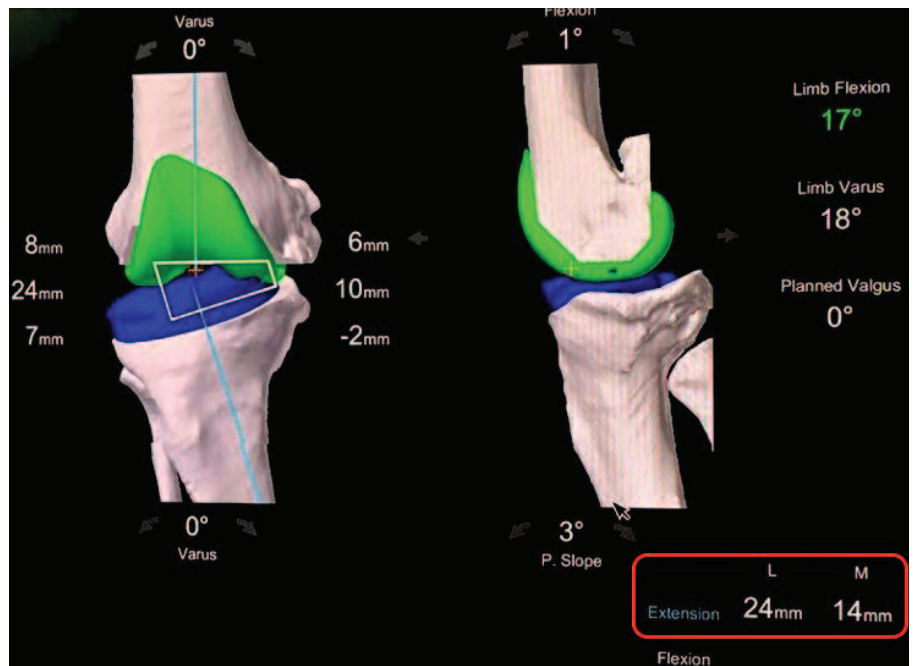 Varus
0°
Flexion
1°
Limb Flexion
17°
Limb Varus
18°
Planned Valgus
0°
8mm
6mm
24mm
10mm
7mm
-2mm
0°
Varus
3°
P. Slope
L M
Extension 24mm 14mm
Flexion